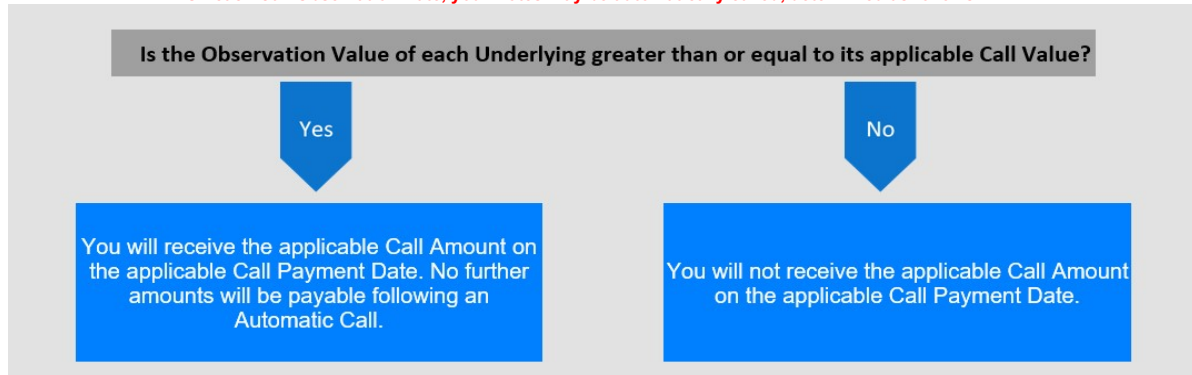 Is the Observation Value of each Underlying greater than or equal to its applicable Call Value?
Yes
No
You will receive the applicable Call Amount on
the applicable Call Payment Date. No further
amounts will be payable following an
Automatic Call.
You will not receive the applicable Call Amount
on the applicable Call Payment Date.